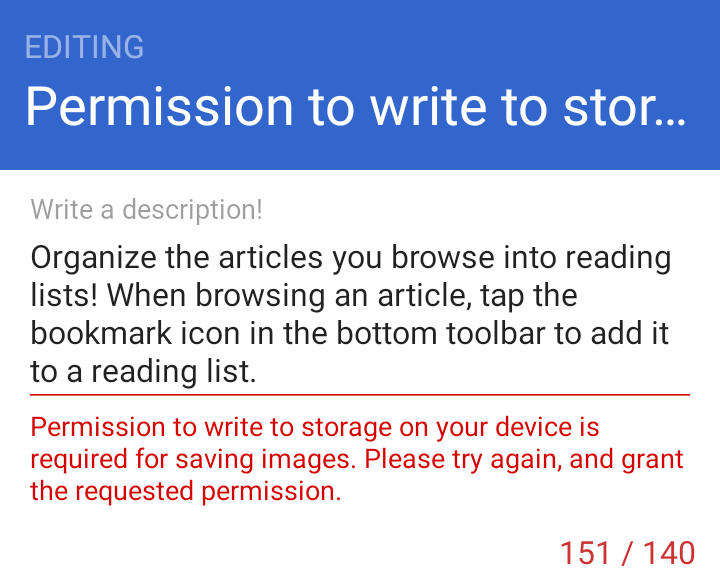 EDITING
Permission to write to stor...
Write a description!
Organize the articles you browse into reading
lists! When browsing an article, tap the
bookmark icon in the bottom toolbar to add it
to a reading list.
Permission to write to storage on your device is
required for saving images. Please try again, and grant
the requested permission.
151 / 140